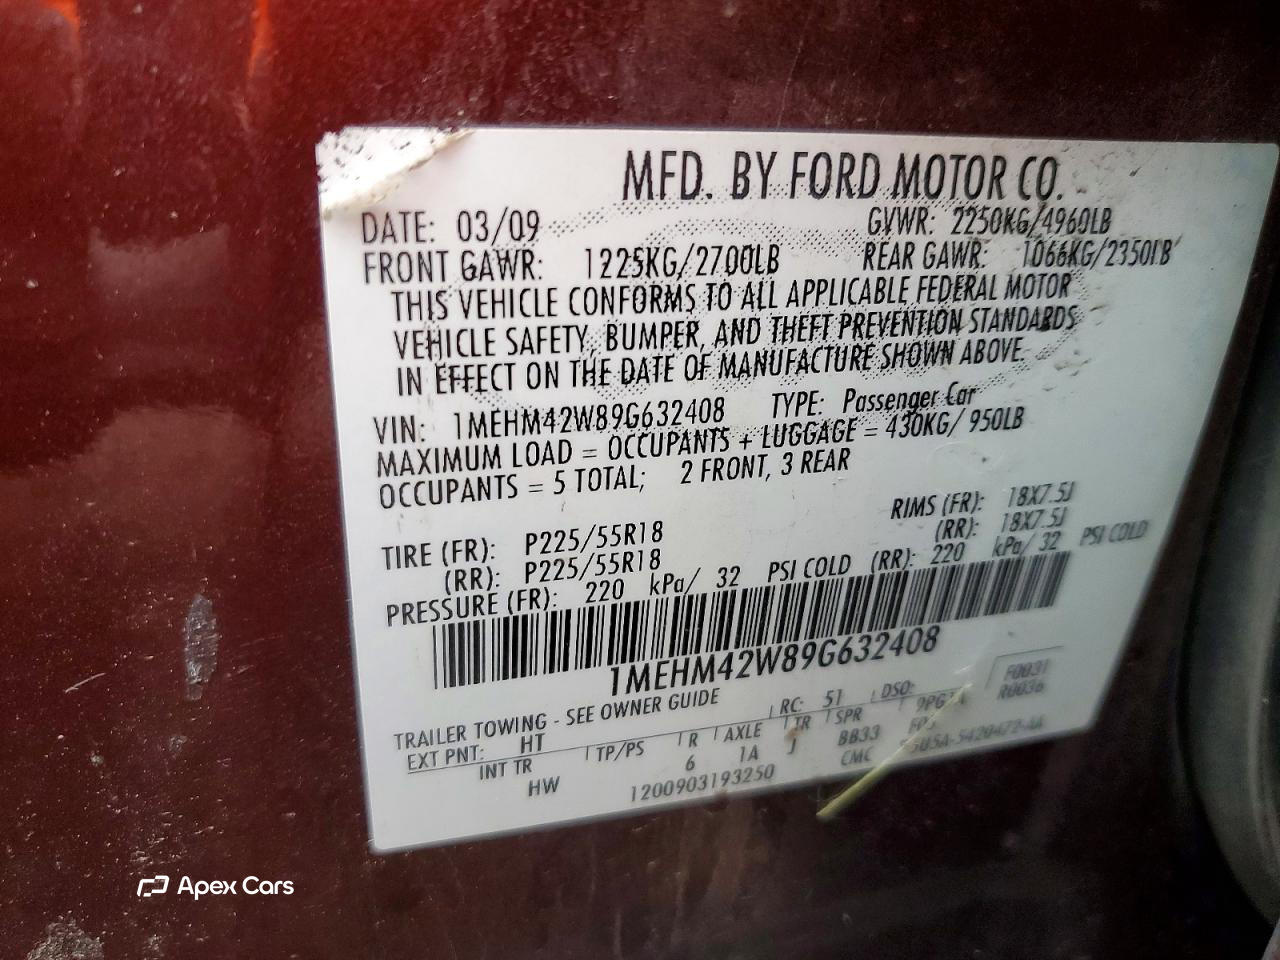 MFD. BY FORD MOTOR CO.
DATE: 03/09 GVWR: 2250KG/4960LB
FRONT GAWR: 1225KG/2700LB REAR GAWR: 1066KG/2350LB
THIS VEHICLE CONFORMS TO ALL APPLICABLE FEDERAL MOTOR
VEHICLE SAFETY, BUMPER, AND THEFT PREVENTION STANDARDS
IN EFFECT ON THE DATE OF MANUFACTURE SHOWN ABOVE.
VIN: 1MEHM42W89G632408 TYPE: Passenger Car
MAXIMUM LOAD = OCCUPANTS + LUGGAGE = 430KG/ 950LB
OCCUPANTS = 5 TOTAL; 2 FRONT, 3 REAR
TIRE (FR): P225/55R18 RIMS (FR): 18X7.5J
(RR): P225/55R18 (RR): 18X7.5J
PRESSURE (FR): 220 kPa/ 32 PSI COLD (RR): 220 kPa/ 32 PSI COLD
1MEHM42W89G632408
TRAILER TOWING - SEE OWNER GUIDE
F0031
R0036
EXT PNT: HT RC: 51 DSO:
INT TR TP/PS R AXLE TR SPR
HW 6 1A J BB33
1200903193250 CMC
Apex Cars